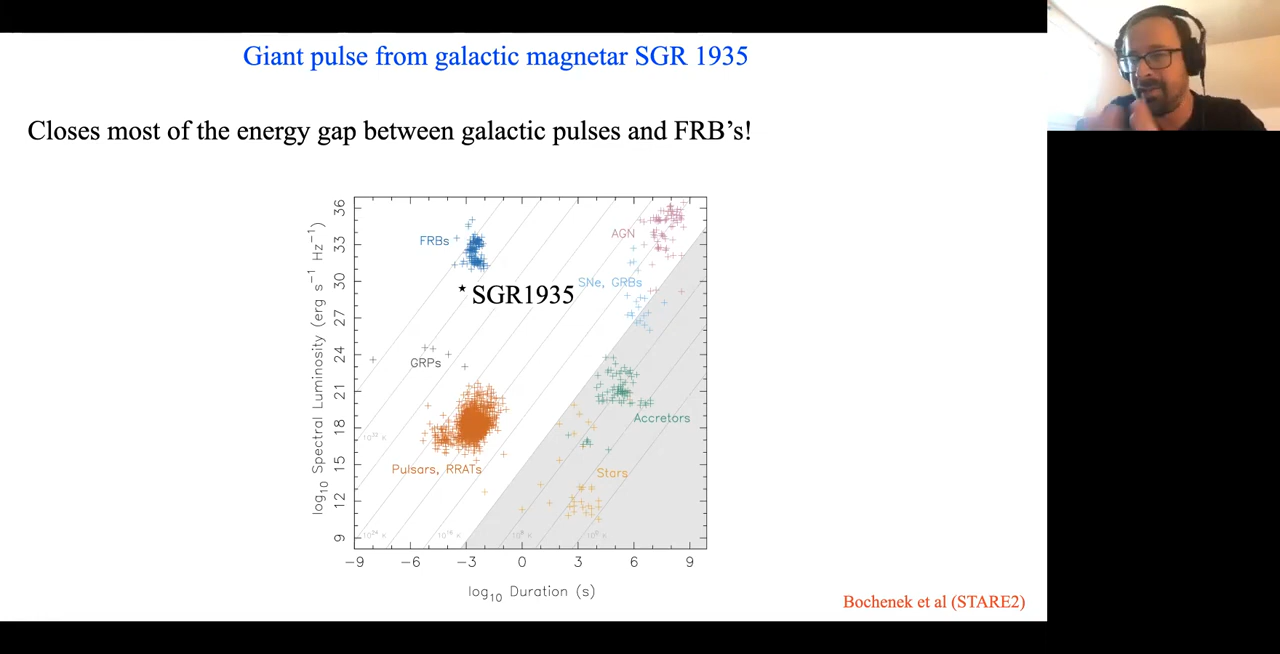 Giant pulse from galactic magnetar SGR 1935
Closes most of the energy gap between galactic pulses and FRB's!
log10 Spectral Luminosity (erg s−1 Hz−1)
36
33
30
27
24
21
18
15
12
9
FRBs
AGN
SNe, GRBs
SGR1935
GRPs
Accretors
Pulsars, RRATs
Stars
−9 −6 −3 0 3 6 9
log10 Duration (s)
Bochenek et al (STARE2)